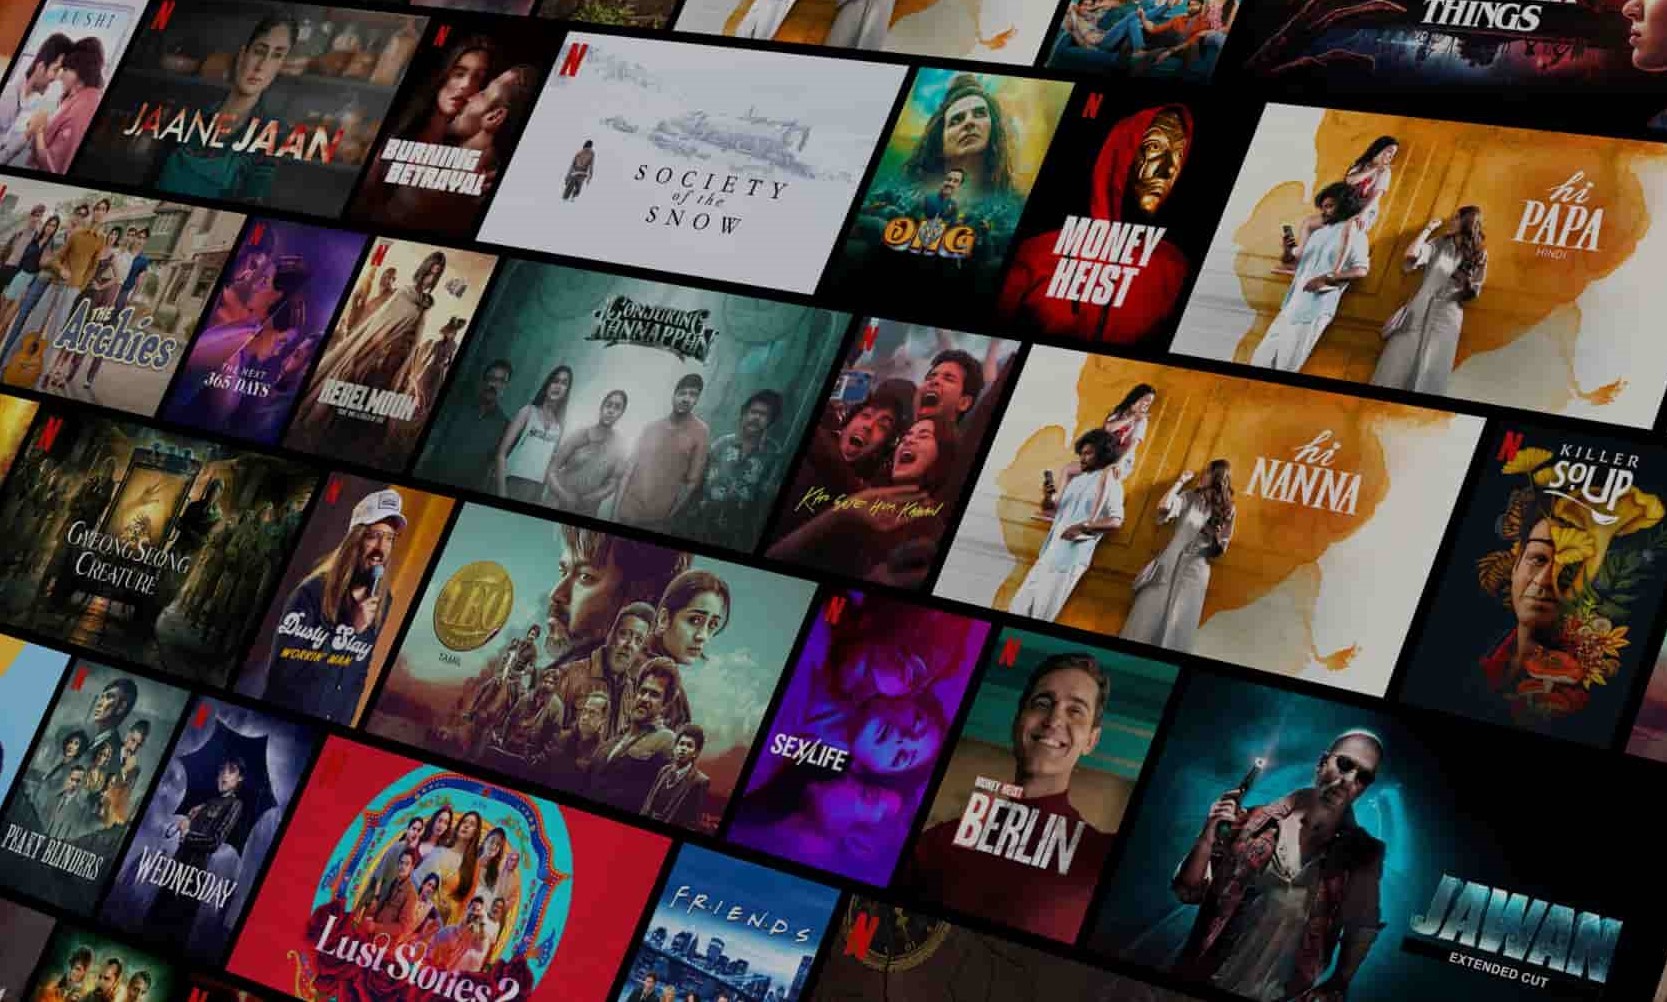 KUSHI
JAANE JAAN
BURNING
BETRAYAL
SOCIETY
of the
SNOW
OMG
2
MONEY
HEIST
THINGS
hi
PAPA
HINDI
THE
Archies
THE NEXT
365 DAYS
REBEL MOON
CONJURING
KANNAPPAN
KHO GAYE HUM KAHAN
hi
NANNA
KILLER
SOUP
GYEONGSEONG
CREATURE
Dusty Slay
WORKIN' MAN
LEO
TAMIL
SEX/LIFE
MONEY HEIST
BERLIN
JAWAN
EXTENDED CUT
PEAKY BLINDERS
WEDNESDAY
Lust Stories 2
F·R·I·E·N·D·S